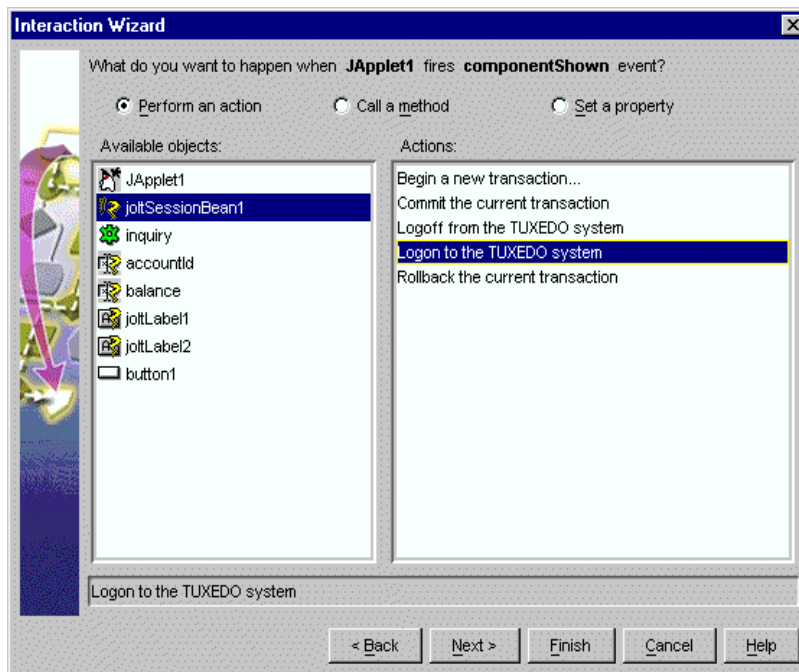 Interaction Wizard
What do you want to happen when JApplet1 fires componentShown event?
Perform an action Call a method Set a property
Available objects:
JApplet1
joltSessionBean1
inquiry
accountId
balance
joltLabel1
joltLabel2
button1
Actions:
Begin a new transaction...
Commit the current transaction
Logoff from the TUXEDO system
Logon to the TUXEDO system
Rollback the current transaction
Logon to the TUXEDO system
< Back Next > Finish Cancel Help